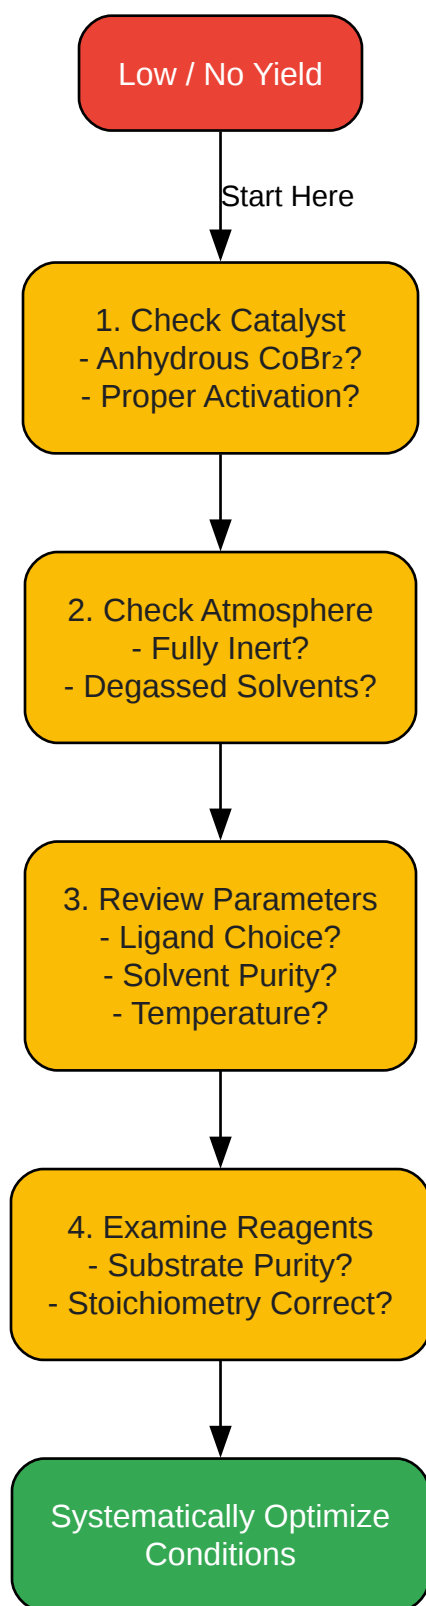 Low / No Yield
Start Here
1. Check Catalyst
- Anhydrous CoBr₂?
- Proper Activation?
2. Check Atmosphere
- Fully Inert?
- Degassed Solvents?
3. Review Parameters
- Ligand Choice?
- Solvent Purity?
- Temperature?
4. Examine Reagents
- Substrate Purity?
- Stoichiometry Correct?
Systematically Optimize
Conditions